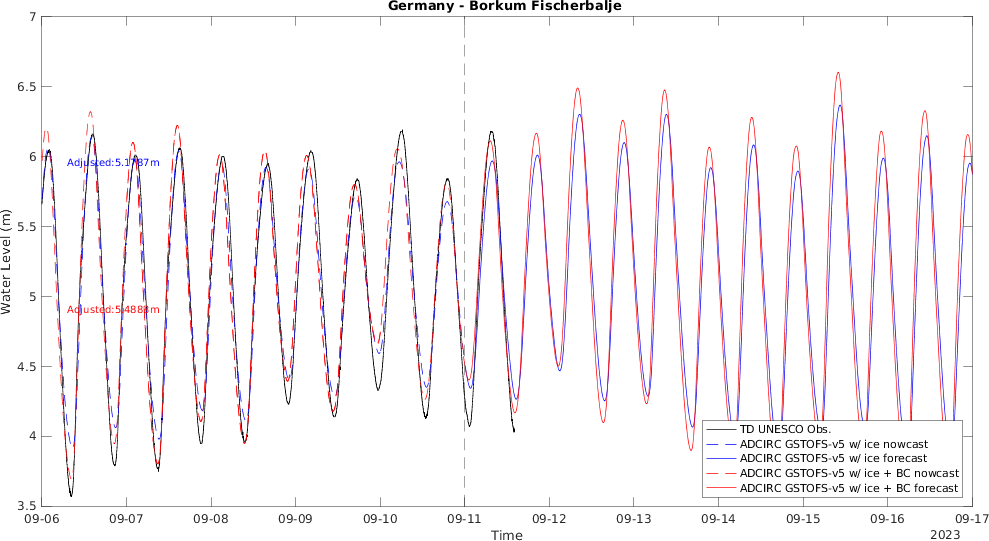 Germany - Borkum Fischerbalje
Water Level (m)
7
6.5
6
5.5
5
4.5
4
3.5
Adjusted:5.1787m
Adjusted:5.4888m
TD UNESCO Obs.
ADCIRC GSTOFS-v5 w/ ice nowcast
ADCIRC GSTOFS-v5 w/ ice forecast
ADCIRC GSTOFS-v5 w/ ice + BC nowcast
ADCIRC GSTOFS-v5 w/ ice + BC forecast
09-06 09-07 09-08 09-09 09-10 09-11 09-12 09-13 09-14 09-15 09-16 09-17
Time
2023